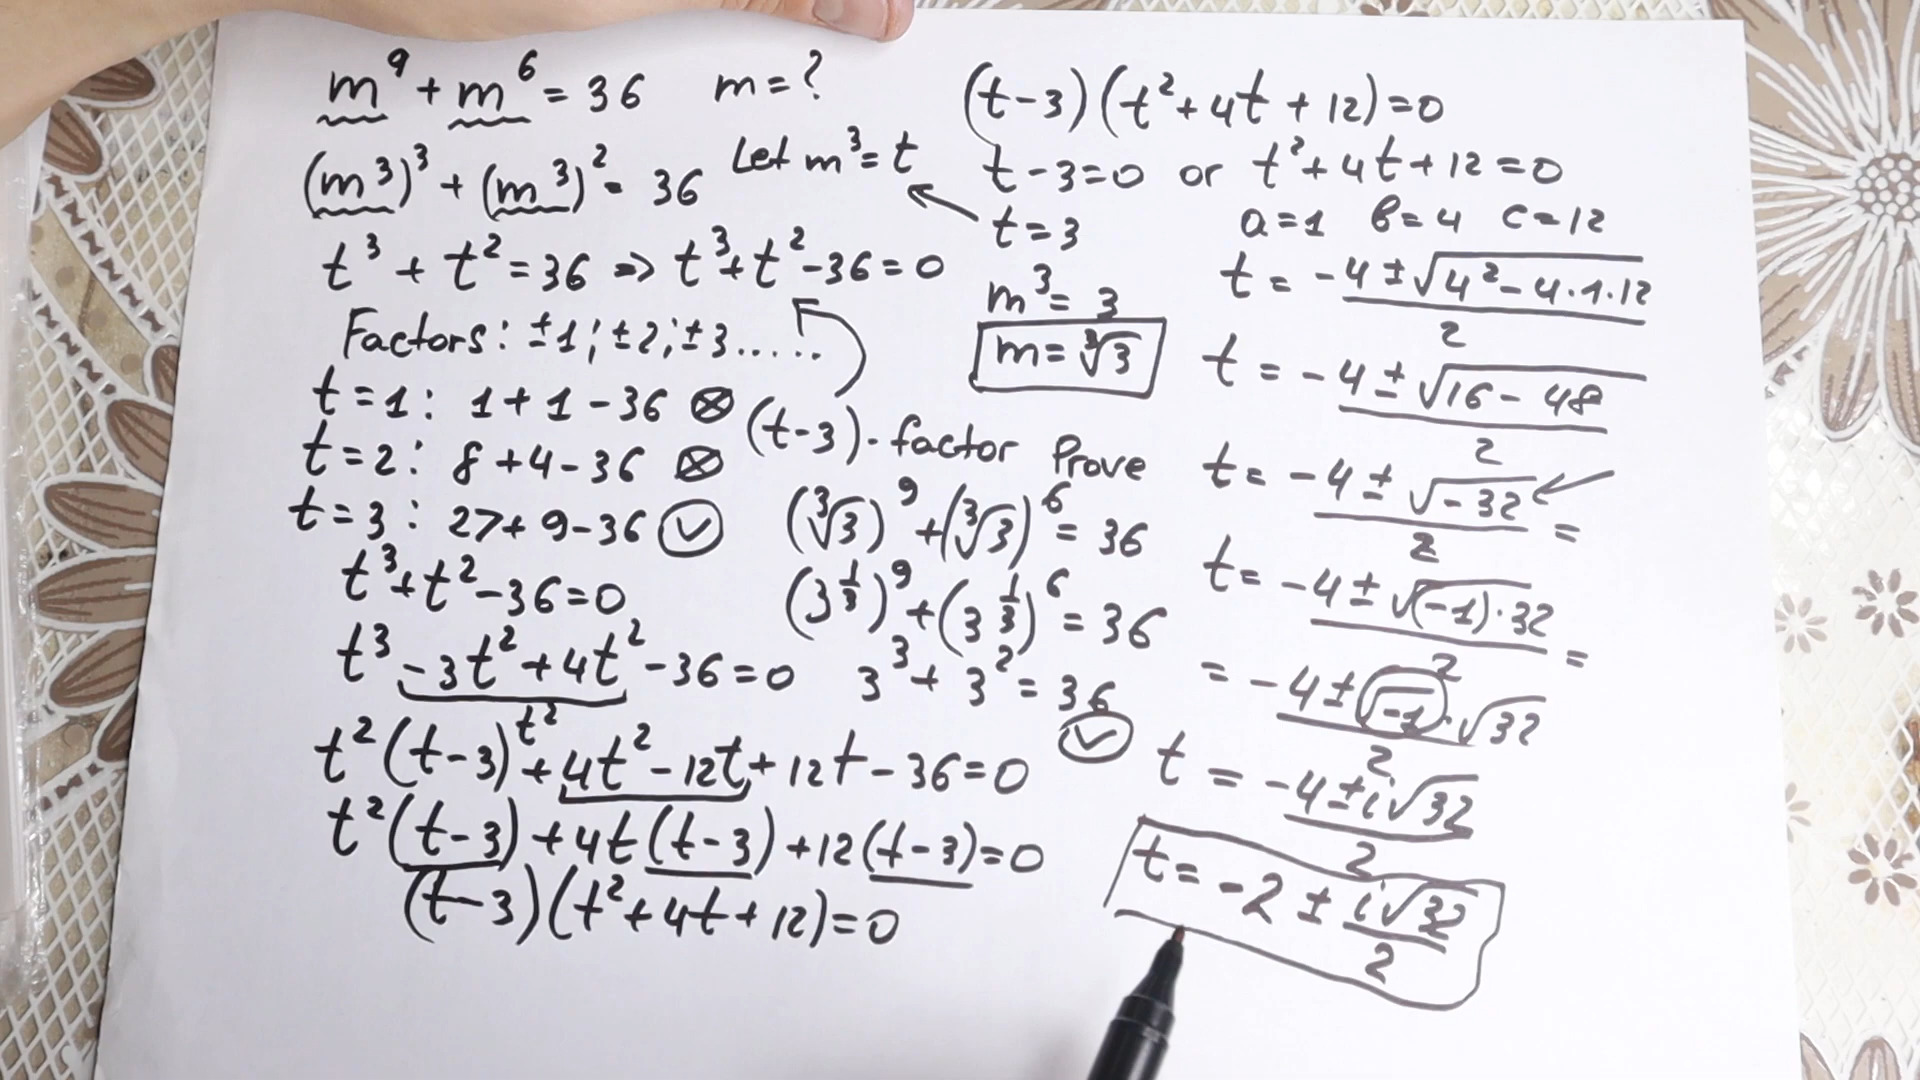 m⁹ + m⁶ = 36 m = ?
(m³)³ + (m³)² = 36 Let m³ = t
t³ + t² = 36 => t³ + t² - 36 = 0
Factors: ±1; ±2; ±3.....
t = 1: 1 + 1 - 36 ⊗
t = 2: 8 + 4 - 36 ⊗
(t-3) - factor
t = 3: 27 + 9 - 36 ✓
t³ + t² - 36 = 0
t³ - 3t² + 4t² - 36 = 0
t²
t²(t-3) + 4t² - 12t + 12t - 36 = 0
t²(t-3) + 4t(t-3) + 12(t-3) = 0
(t-3)(t² + 4t + 12) = 0
(t-3)(t² + 4t + 12) = 0
t - 3 = 0 or t² + 4t + 12 = 0
t = 3
m³ = 3
m = ∛3
Prove
(∛3)⁹ + (∛3)⁶ = 36
(3^(1/3))⁹ + (3^(1/3))⁶ = 36
3³ + 3² = 36
✓
a = 1 b = 4 c = 12
t = (-4 ± √(4² - 4·1·12))/2
t = (-4 ± √(16 - 48))/2
t = (-4 ± √(-32))/2 =
t = (-4 ± √((-1)·32))/2 =
= (-4 ± √(-1)·√32)/2
t = (-4 ± i√32)/2
t = -2 ± (i√32)/2